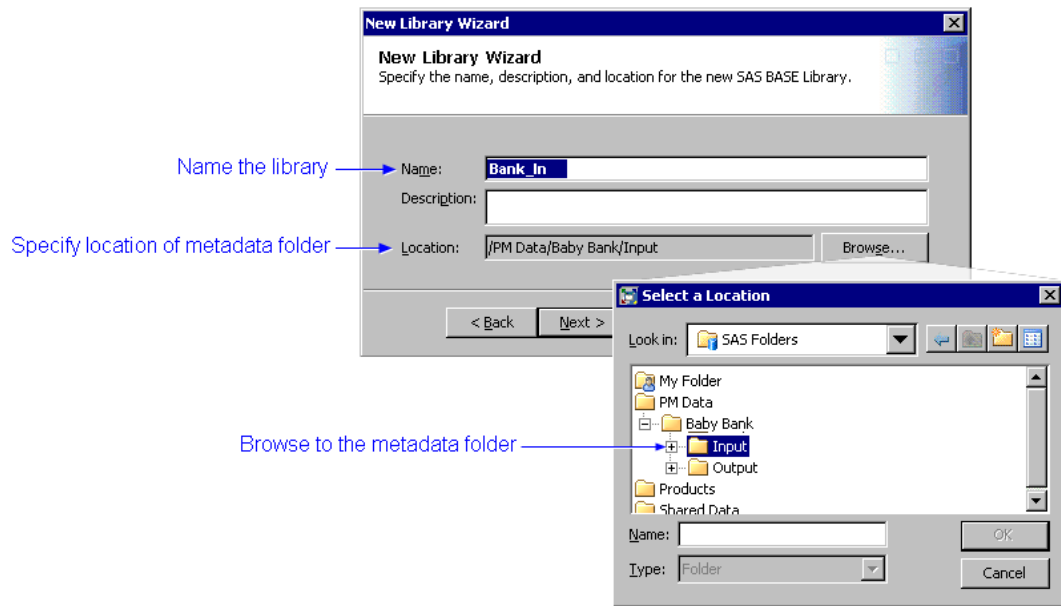 New Library Wizard
New Library Wizard
Specify the name, description, and location for the new SAS BASE Library.
Name the library
Name:
Bank_In
Description:
Specify location of metadata folder
Location:
/PM Data/Baby Bank/Input
Browse...
< Back
Next >
Select a Location
Look in:
SAS Folders
My Folder
PM Data
Baby Bank
Browse to the metadata folder
Input
Output
Products
Shared Data
Name:
OK
Type:
Folder
Cancel